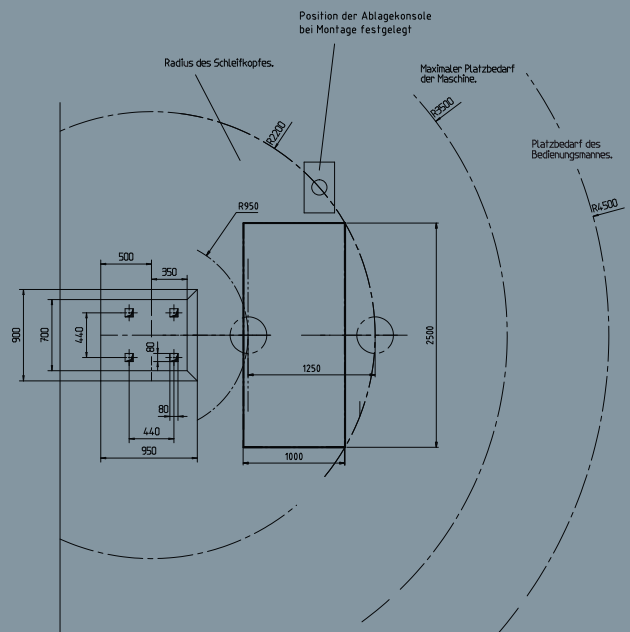 Position der Ablagekonsole
bei Montage festgelegt
Radius des Schleifkopfes.
Maximaler Platzbedarf
der Maschine.
R3500
R2200
Platzbedarf des
Bedienungsmannes.
R950
R4500
500
350
900
700
440
80
2500
1250
80
440
950
1000